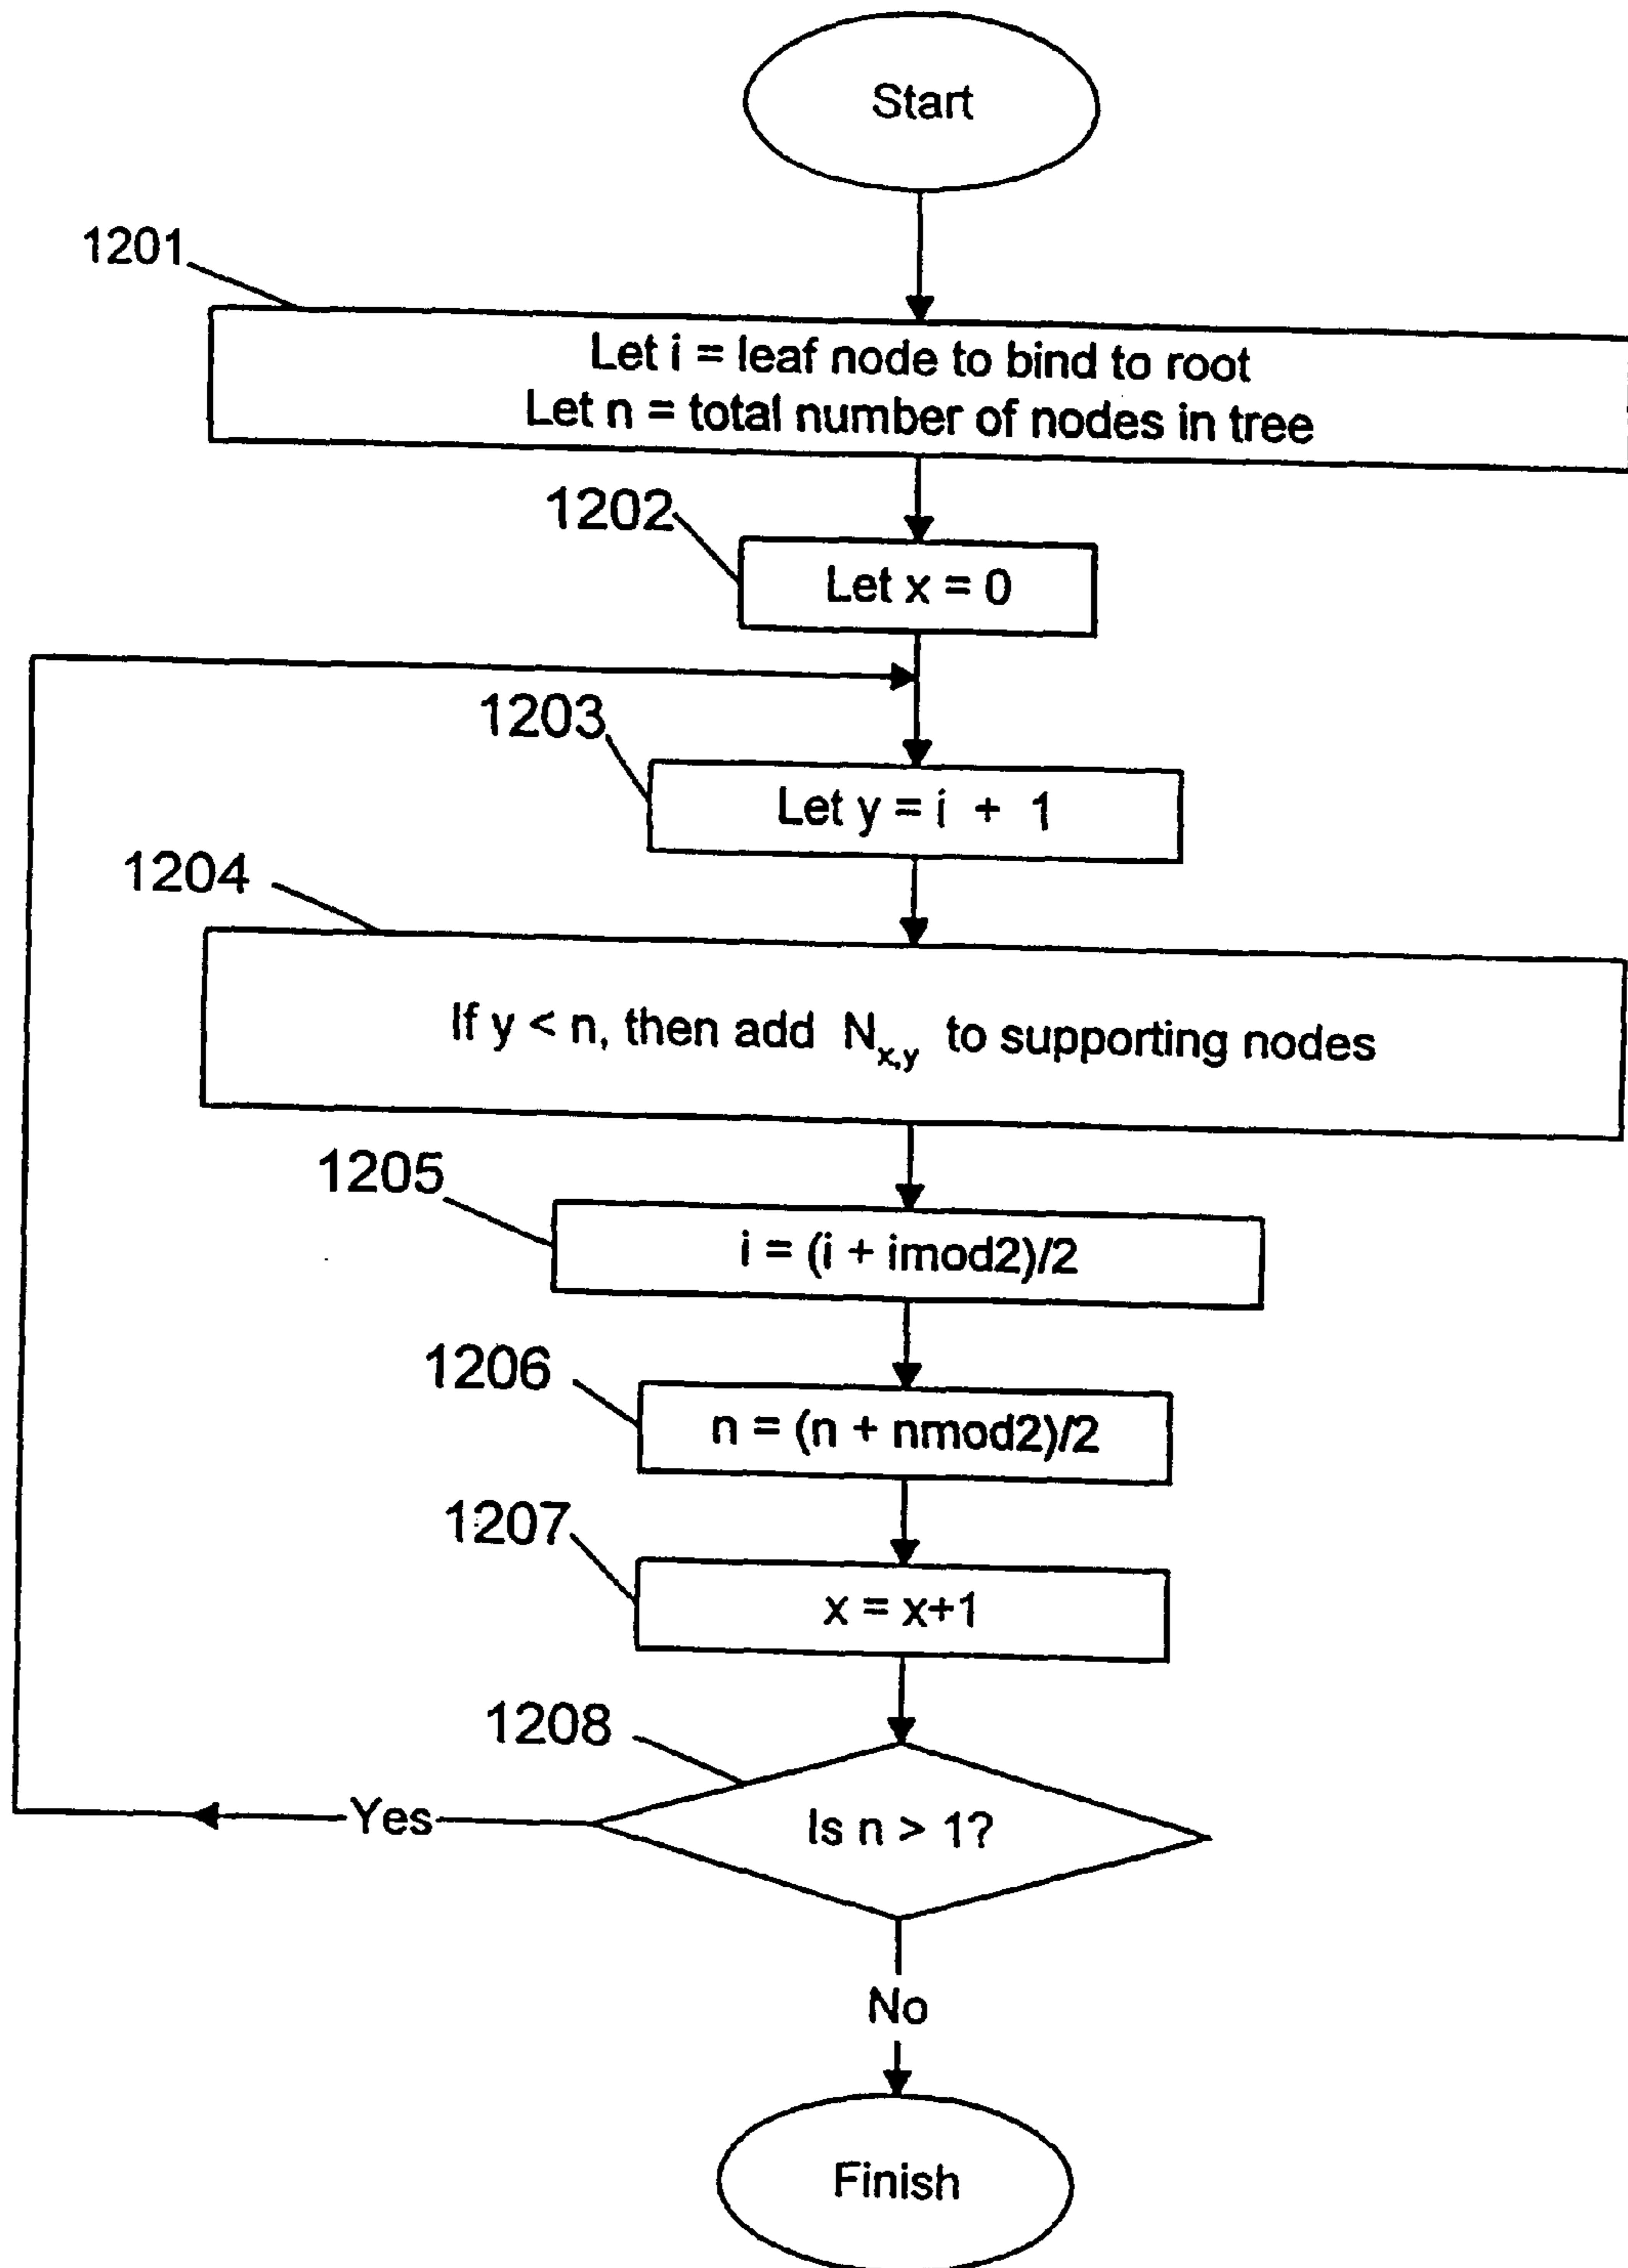 Start
1201
Let i = leaf node to bind to root
Let n = total number of nodes in tree
1202
Let x = 0
1203
Let y = i + 1
1204
If y < n, then add N_x,y to supporting nodes
1205
i = (i + imod2)/2
1206
n = (n + nmod2)/2
1207
x = x+1
1208
Is n > 1?
Yes
No
Finish